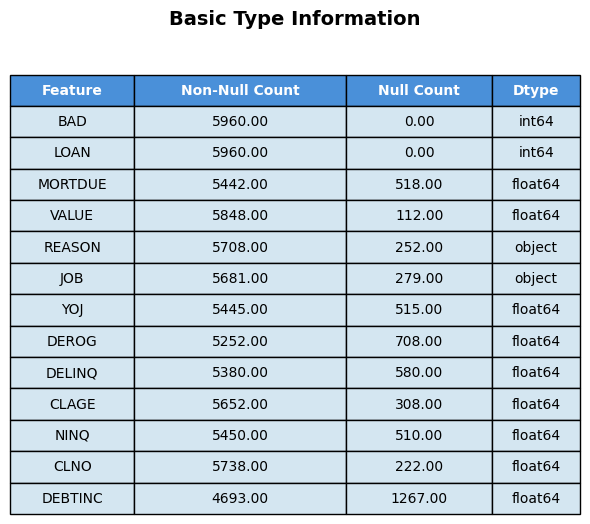 Basic Type Information
Feature Non-Null Count Null Count Dtype
BAD 5960.00 0.00 int64
LOAN 5960.00 0.00 int64
MORTDUE 5442.00 518.00 float64
VALUE 5848.00 112.00 float64
REASON 5708.00 252.00 object
JOB 5681.00 279.00 object
YOJ 5445.00 515.00 float64
DEROG 5252.00 708.00 float64
DELINQ 5380.00 580.00 float64
CLAGE 5652.00 308.00 float64
NINQ 5450.00 510.00 float64
CLNO 5738.00 222.00 float64
DEBTINC 4693.00 1267.00 float64